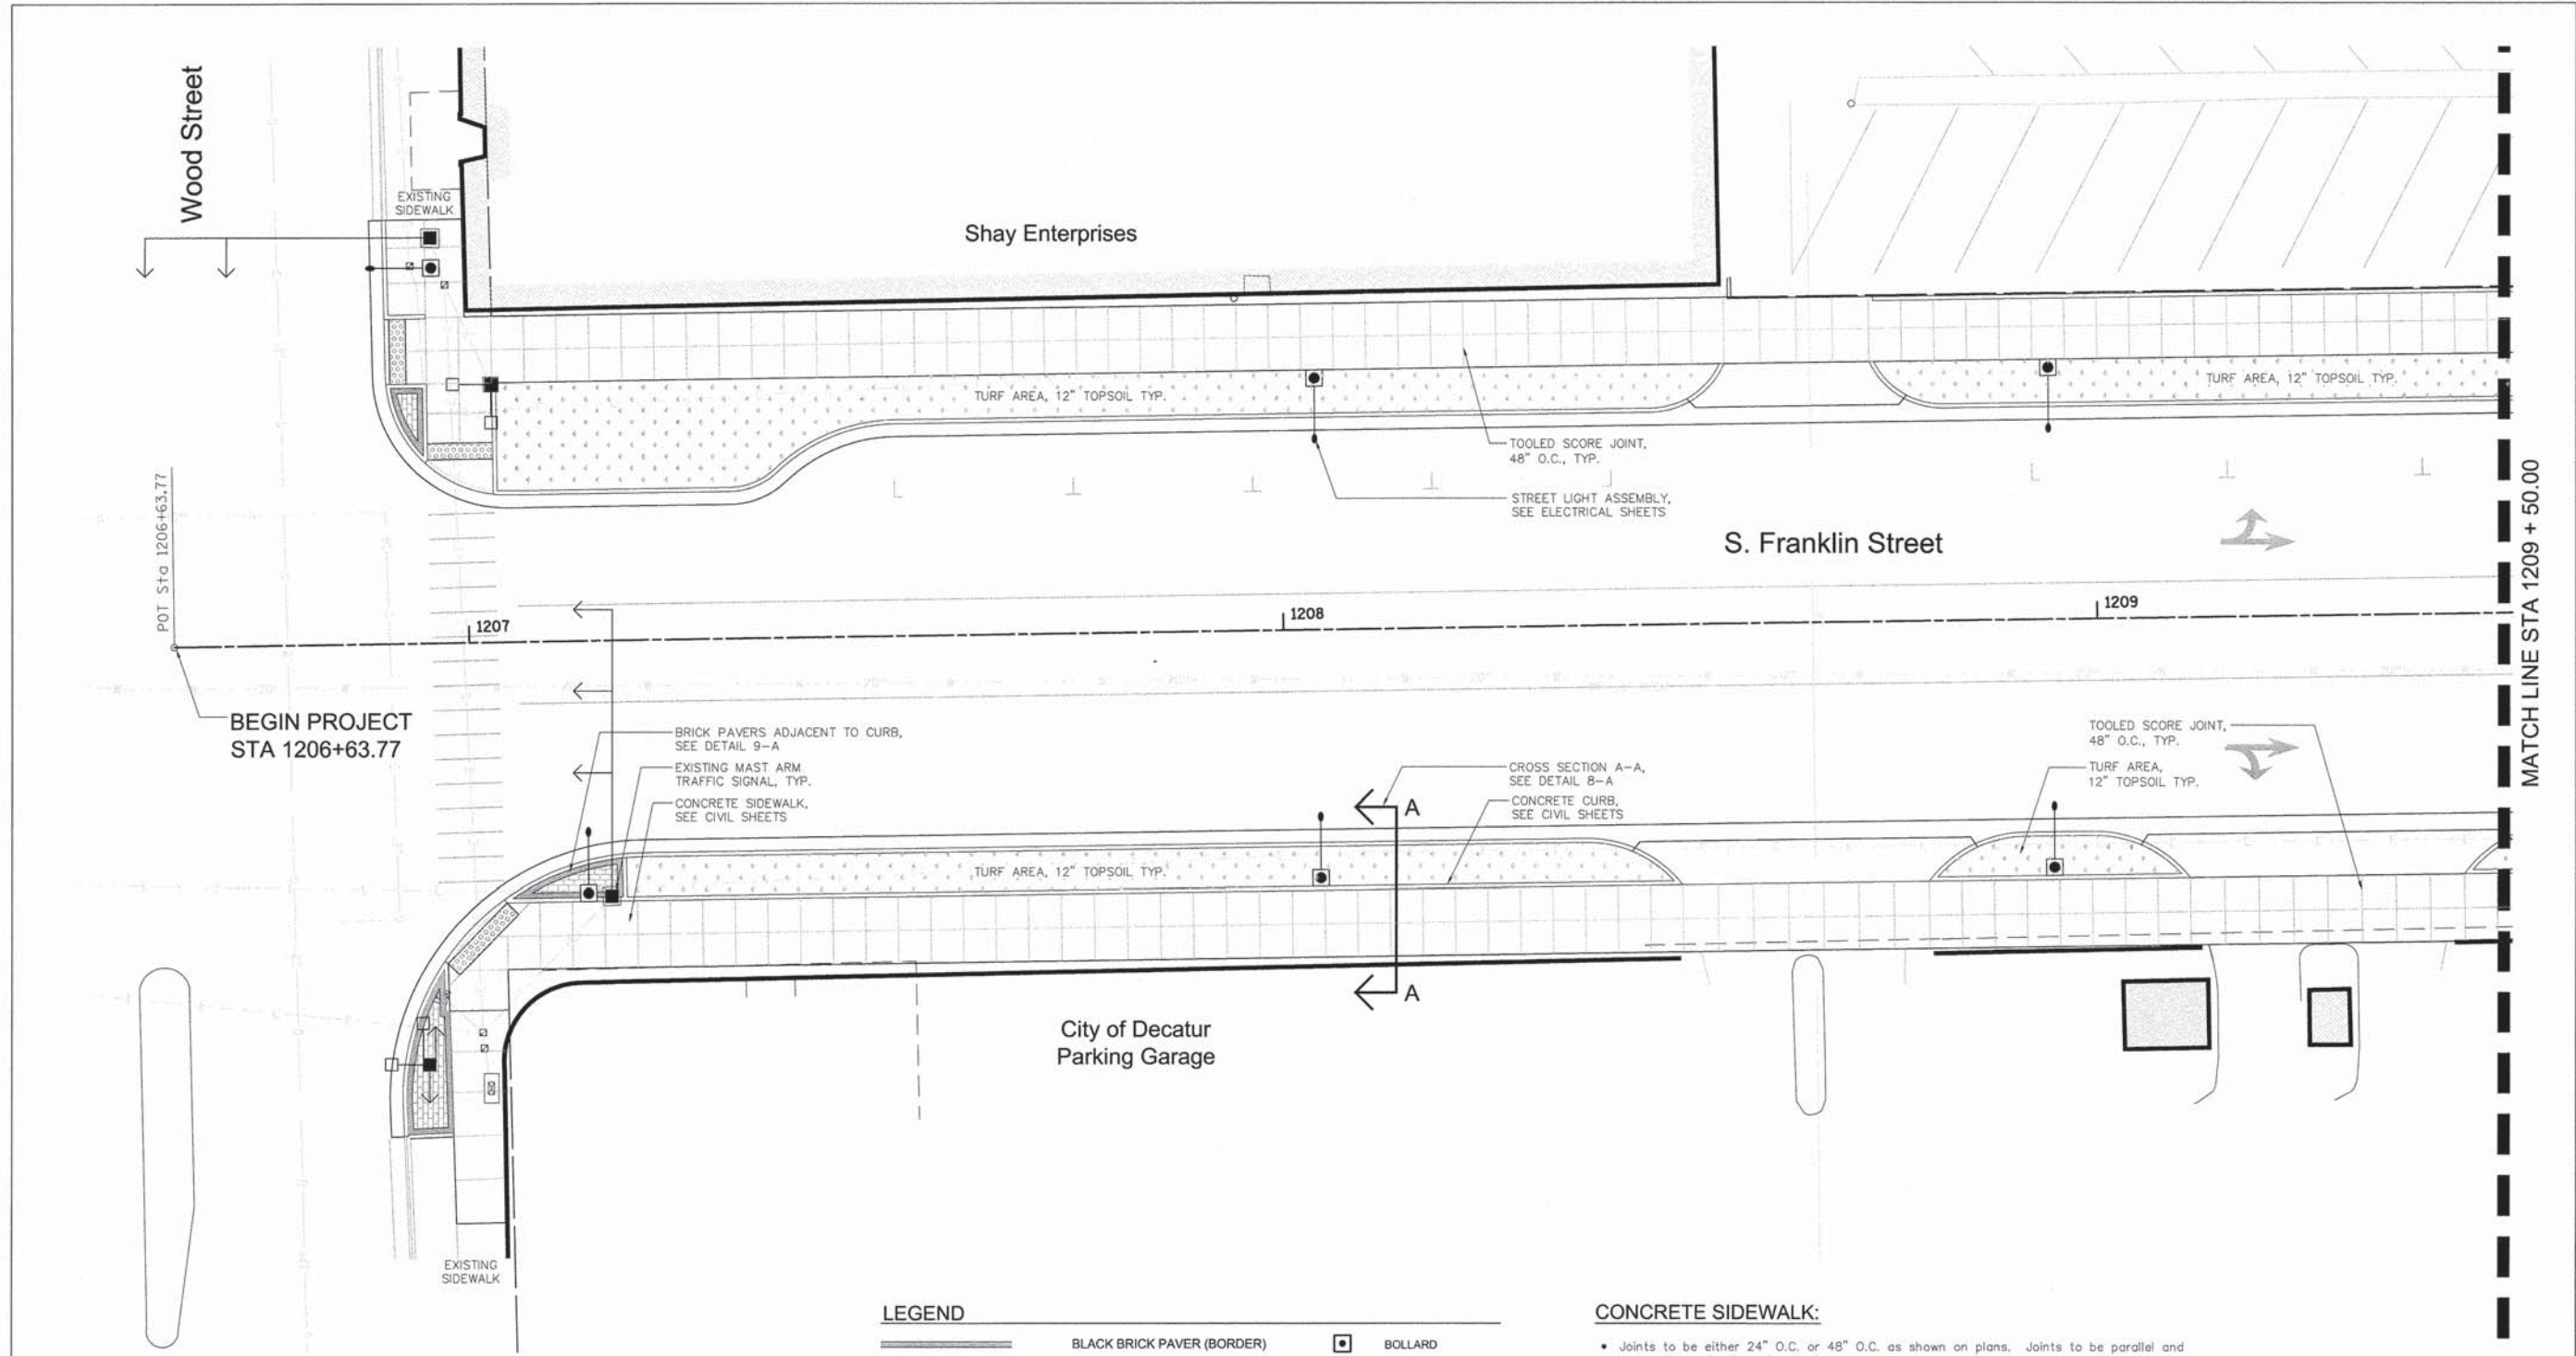 Wood Street
EXISTING
SIDEWALK
Shay Enterprises
TURF AREA, 12" TOPSOIL TYP.
TURF AREA, 12" TOPSOIL TYP.
TOOLED SCORE JOINT,
48" O.C., TYP.
STREET LIGHT ASSEMBLY,
SEE ELECTRICAL SHEETS
S. Franklin Street
POT Sta 1206+63.77
1207
1208
1209
MATCH LINE STA 1209 + 50.00
BEGIN PROJECT
STA 1206+63.77
BRICK PAVERS ADJACENT TO CURB,
SEE DETAIL 9-A
EXISTING MAST ARM
TRAFFIC SIGNAL, TYP.
CONCRETE SIDEWALK,
SEE CIVIL SHEETS
CROSS SECTION A-A,
SEE DETAIL 8-A
CONCRETE CURB,
SEE CIVIL SHEETS
A
TOOLED SCORE JOINT,
48" O.C., TYP.
TURF AREA,
12" TOPSOIL TYP.
TURF AREA, 12" TOPSOIL TYP.
A
City of Decatur
Parking Garage
EXISTING
SIDEWALK
LEGEND
BLACK BRICK PAVER (BORDER)
BOLLARD
CONCRETE SIDEWALK:
• Joints to be either 24" O.C. or 48" O.C. as shown on plans. Joints to be parallel and